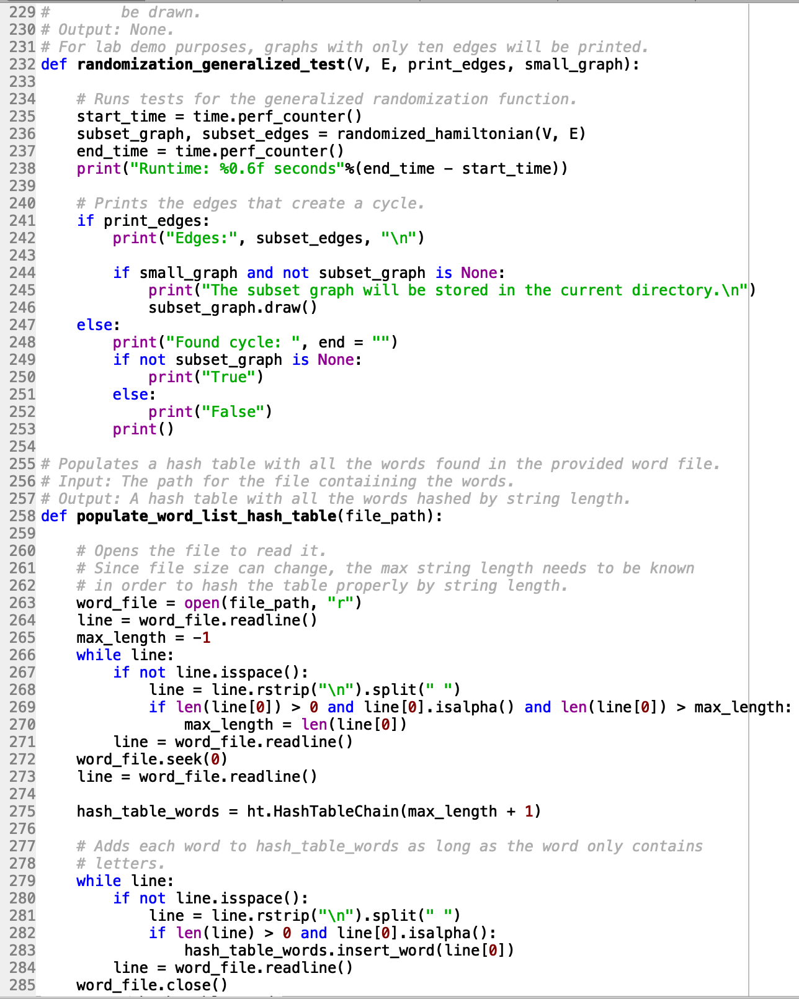 229 #        be drawn.
230 # Output: None.
231 # For lab demo purposes, graphs with only ten edges will be printed.
232 def randomization_generalized_test(V, E, print_edges, small_graph):
233
234     # Runs tests for the generalized randomization function.
235     start_time = time.perf_counter()
236     subset_graph, subset_edges = randomized_hamiltonian(V, E)
237     end_time = time.perf_counter()
238     print("Runtime: %0.6f seconds"%(end_time - start_time))
239
240     # Prints the edges that create a cycle.
241     if print_edges:
242         print("Edges:", subset_edges, "\n")
243
244         if small_graph and not subset_graph is None:
245             print("The subset graph will be stored in the current directory.\n")
246             subset_graph.draw()
247     else:
248         print("Found cycle: ", end = "")
249         if not subset_graph is None:
250             print("True")
251         else:
252             print("False")
253         print()
254
255 # Populates a hash table with all the words found in the provided word file.
256 # Input: The path for the file contaiining the words.
257 # Output: A hash table with all the words hashed by string length.
258 def populate_word_list_hash_table(file_path):
259
260     # Opens the file to read it.
261     # Since file size can change, the max string length needs to be known
262     # in order to hash the table properly by string length.
263     word_file = open(file_path, "r")
264     line = word_file.readline()
265     max_length = -1
266     while line:
267         if not line.isspace():
268             line = line.rstrip("\n").split(" ")
269             if len(line[0]) > 0 and line[0].isalpha() and len(line[0]) > max_length:
270                 max_length = len(line[0])
271         line = word_file.readline()
272     word_file.seek(0)
273     line = word_file.readline()
274
275     hash_table_words = ht.HashTableChain(max_length + 1)
276
277     # Adds each word to hash_table_words as long as the word only contains
278     # letters.
279     while line:
280         if not line.isspace():
281             line = line.rstrip("\n").split(" ")
282             if len(line) > 0 and line[0].isalpha():
283                 hash_table_words.insert_word(line[0])
284         line = word_file.readline()
285     word_file.close()